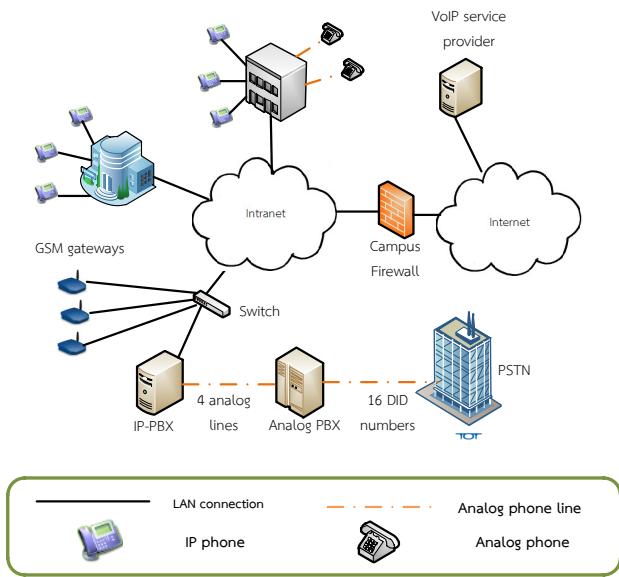 VoIP service
provider
Intranet
Internet
Campus
Firewall
GSM gateways
Switch
PSTN
4 analog
lines
16 DID
numbers
IP-PBX
Analog PBX
TOT
LAN connection
Analog phone line
IP phone
Analog phone